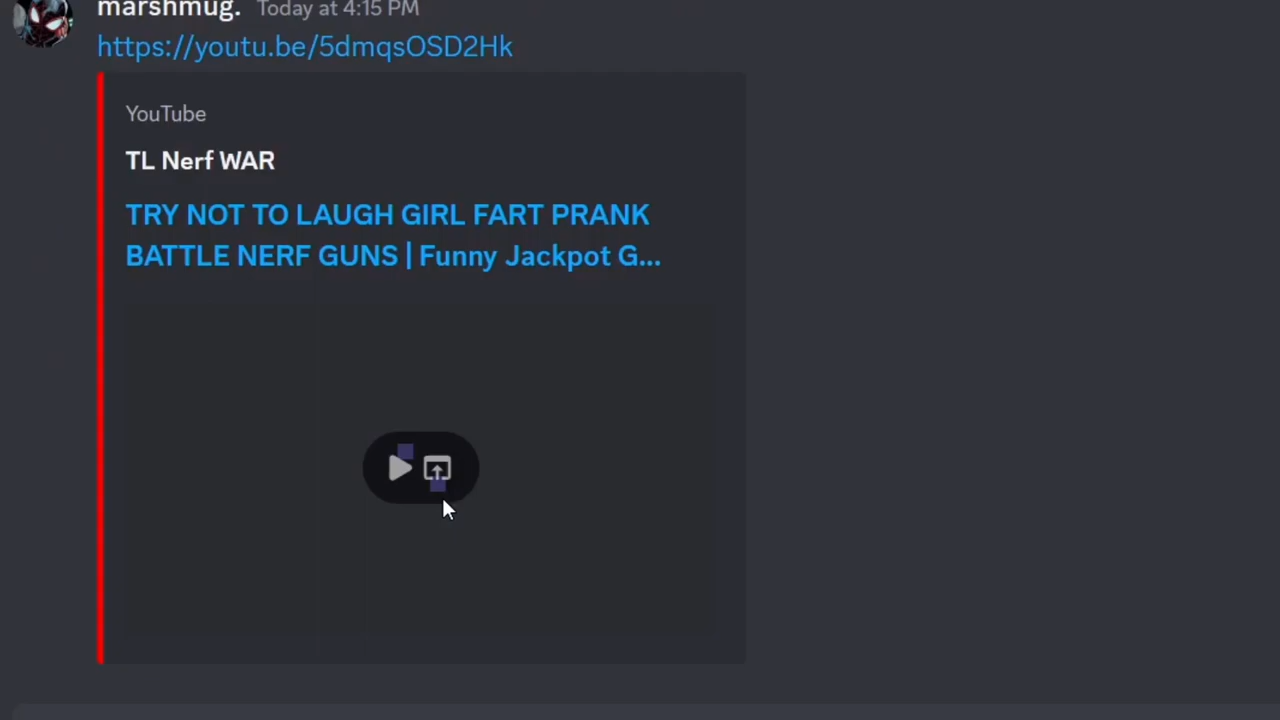 marshmug. Today at 4:15 PM
https://youtu.be/5dmqsOSD2Hk
YouTube
TL Nerf WAR
TRY NOT TO LAUGH GIRL FART PRANK
BATTLE NERF GUNS | Funny Jackpot G...